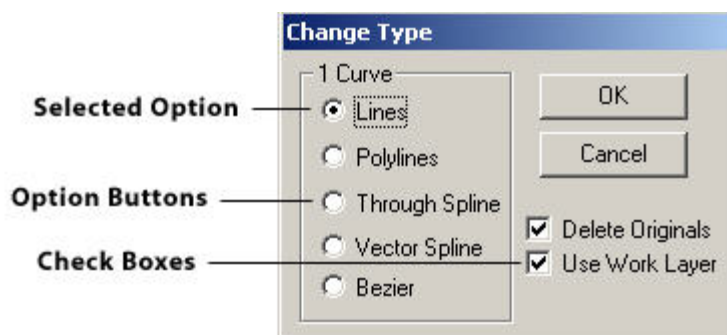 Change Type
1 Curve
Selected Option
Lines
Polylines
Option Buttons
Through Spline
Vector Spline
Check Boxes
Bezier
OK
Cancel
Delete Originals
Use Work Layer